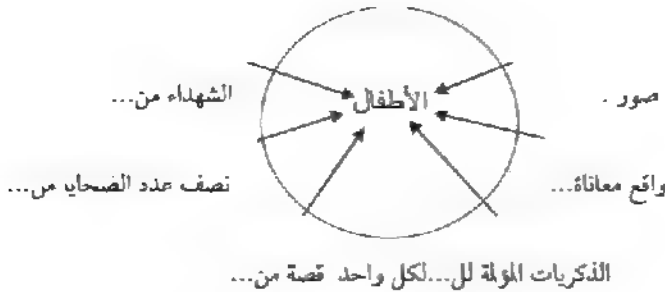 صور .
الأطفال
الشهداء من...
واقع معاناة...
نصف عدد الضحايا من...
الذكريات المؤلمة لل...لكل واحد قصة من...